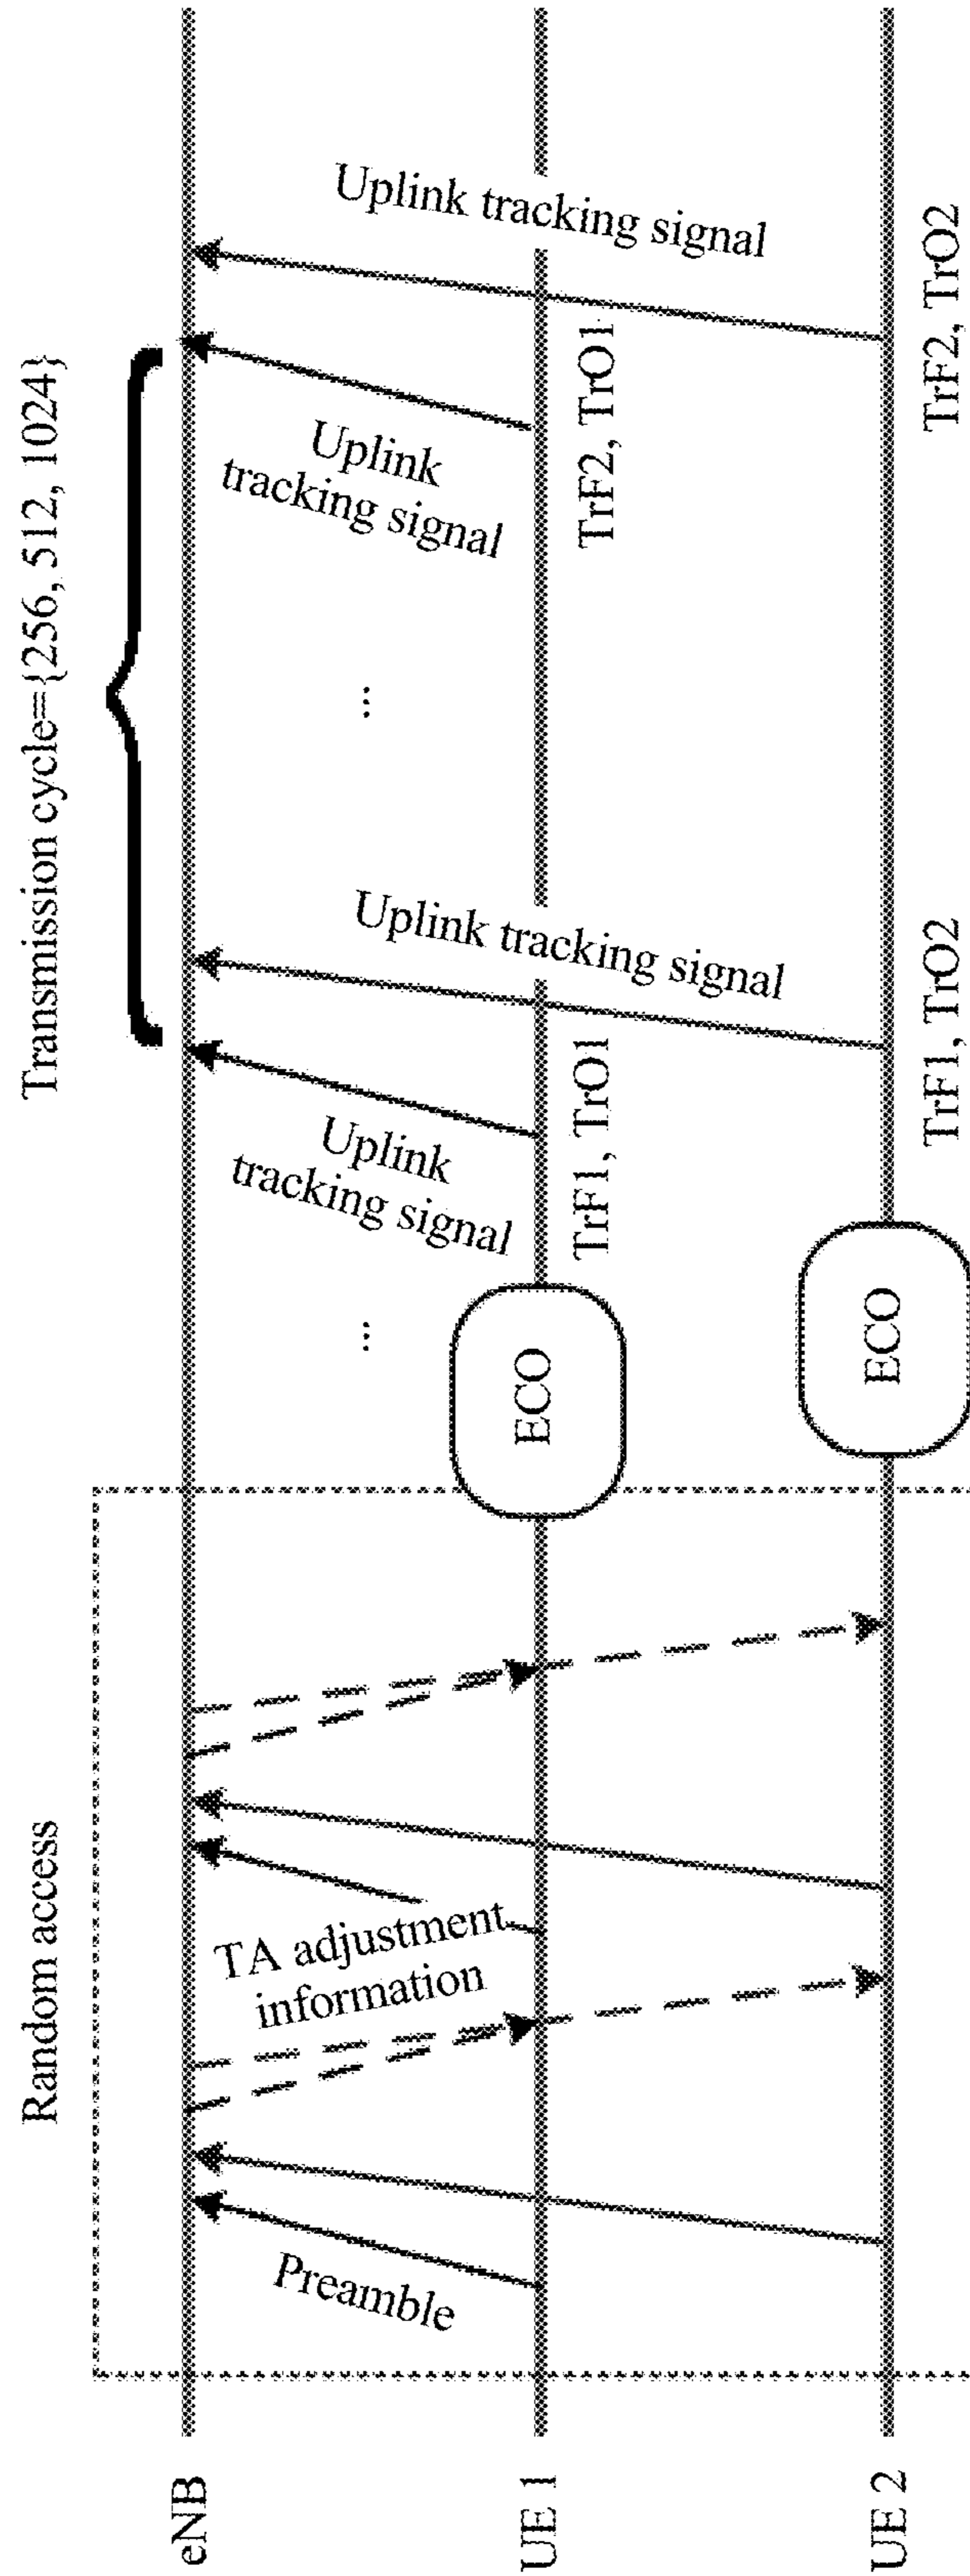 Random access
Transmission cycle={256, 512, 1024}
eNB
Preamble
TA adjustment
information
...
Uplink
tracking signal
Uplink tracking signal
...
Uplink
tracking signal
Uplink tracking signal
UE 1
ECO
TrF1, TrO1
TrF2, TrO1
UE 2
ECO
TrF1, TrO2
TrF2, TrO2